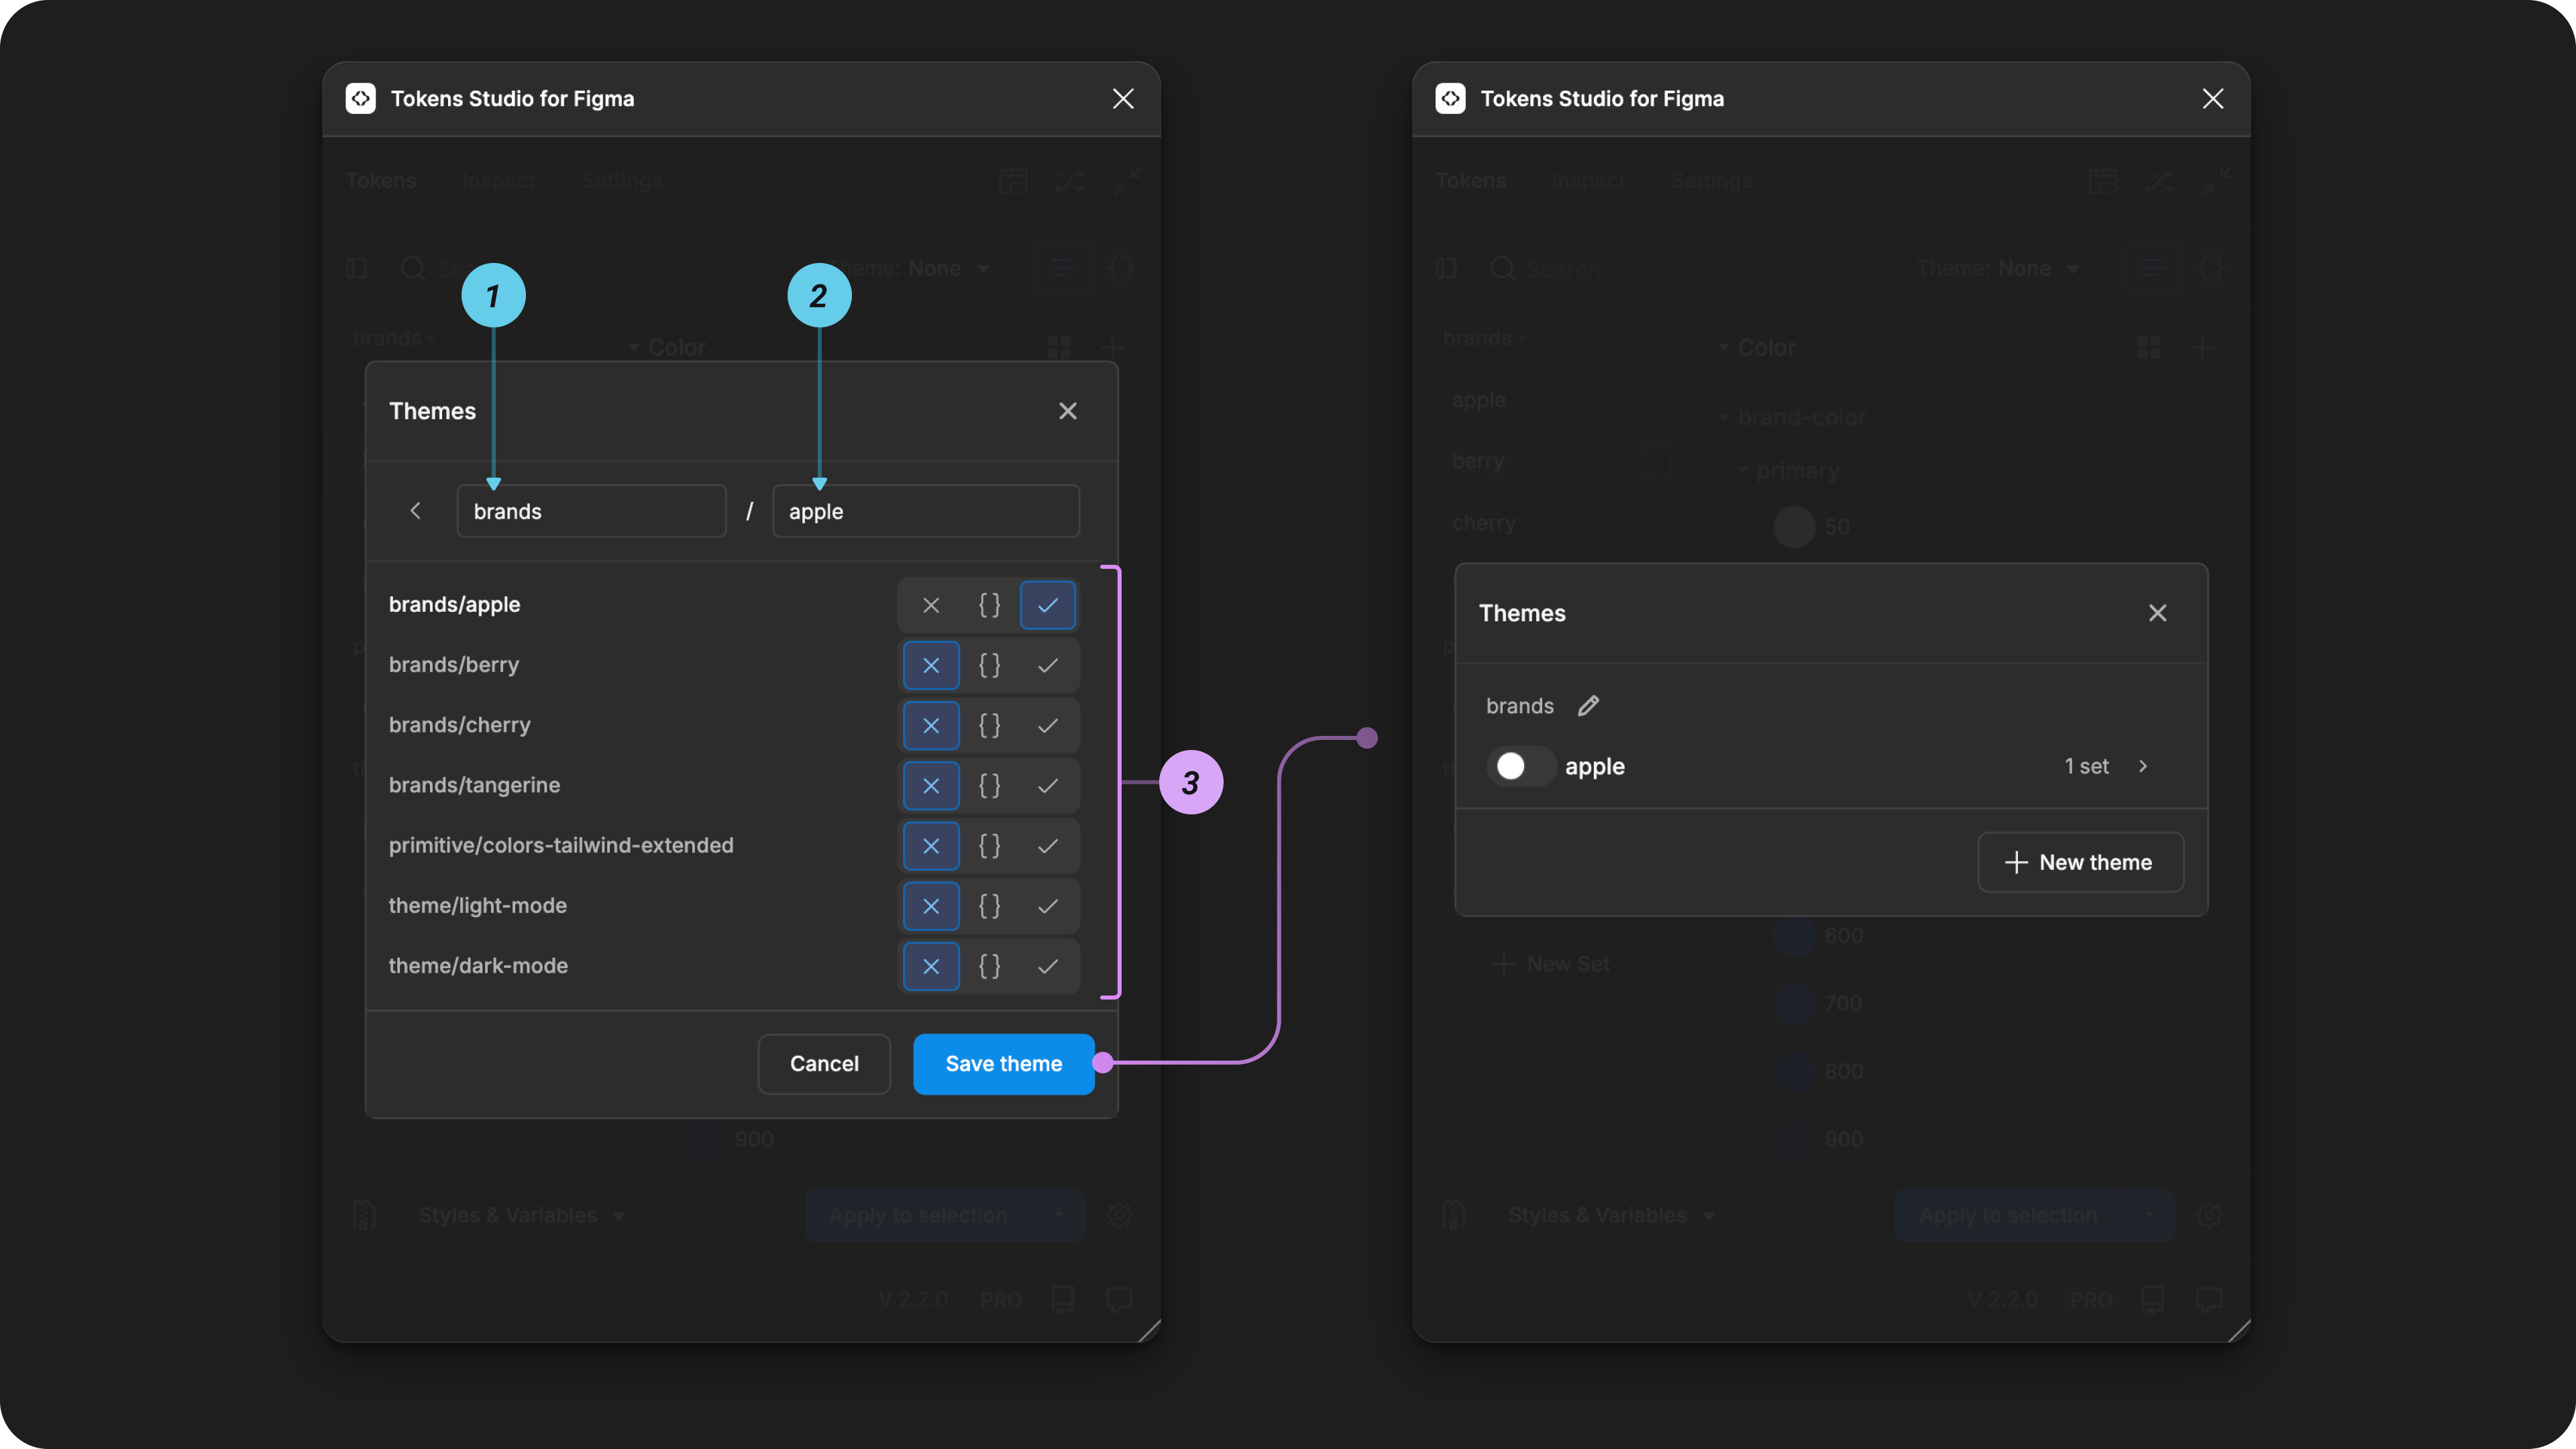 Tokens Studio for Figma
Tokens Inspect Settings
Theme: None
brands
Color
1
2
Themes
brands / apple
brands/apple
{}
brands/berry
{}
brands/cherry
{}
brands/tangerine
{}
primitive/colors-tailwind-extended
{}
theme/light-mode
{}
theme/dark-mode
{}
3
Cancel
Save theme
900
Styles & Variables
Apply to selection
V 2.2.0
PRO
Tokens Studio for Figma
Tokens Inspect Settings
Search
Theme: None
{}
brands
Color
apple
brand-color
berry
primary
cherry
50
Themes
brands
apple
1 set
New theme
600
New Set
700
800
900
Styles & Variables
Apply to selection
V 2.2.0
PRO